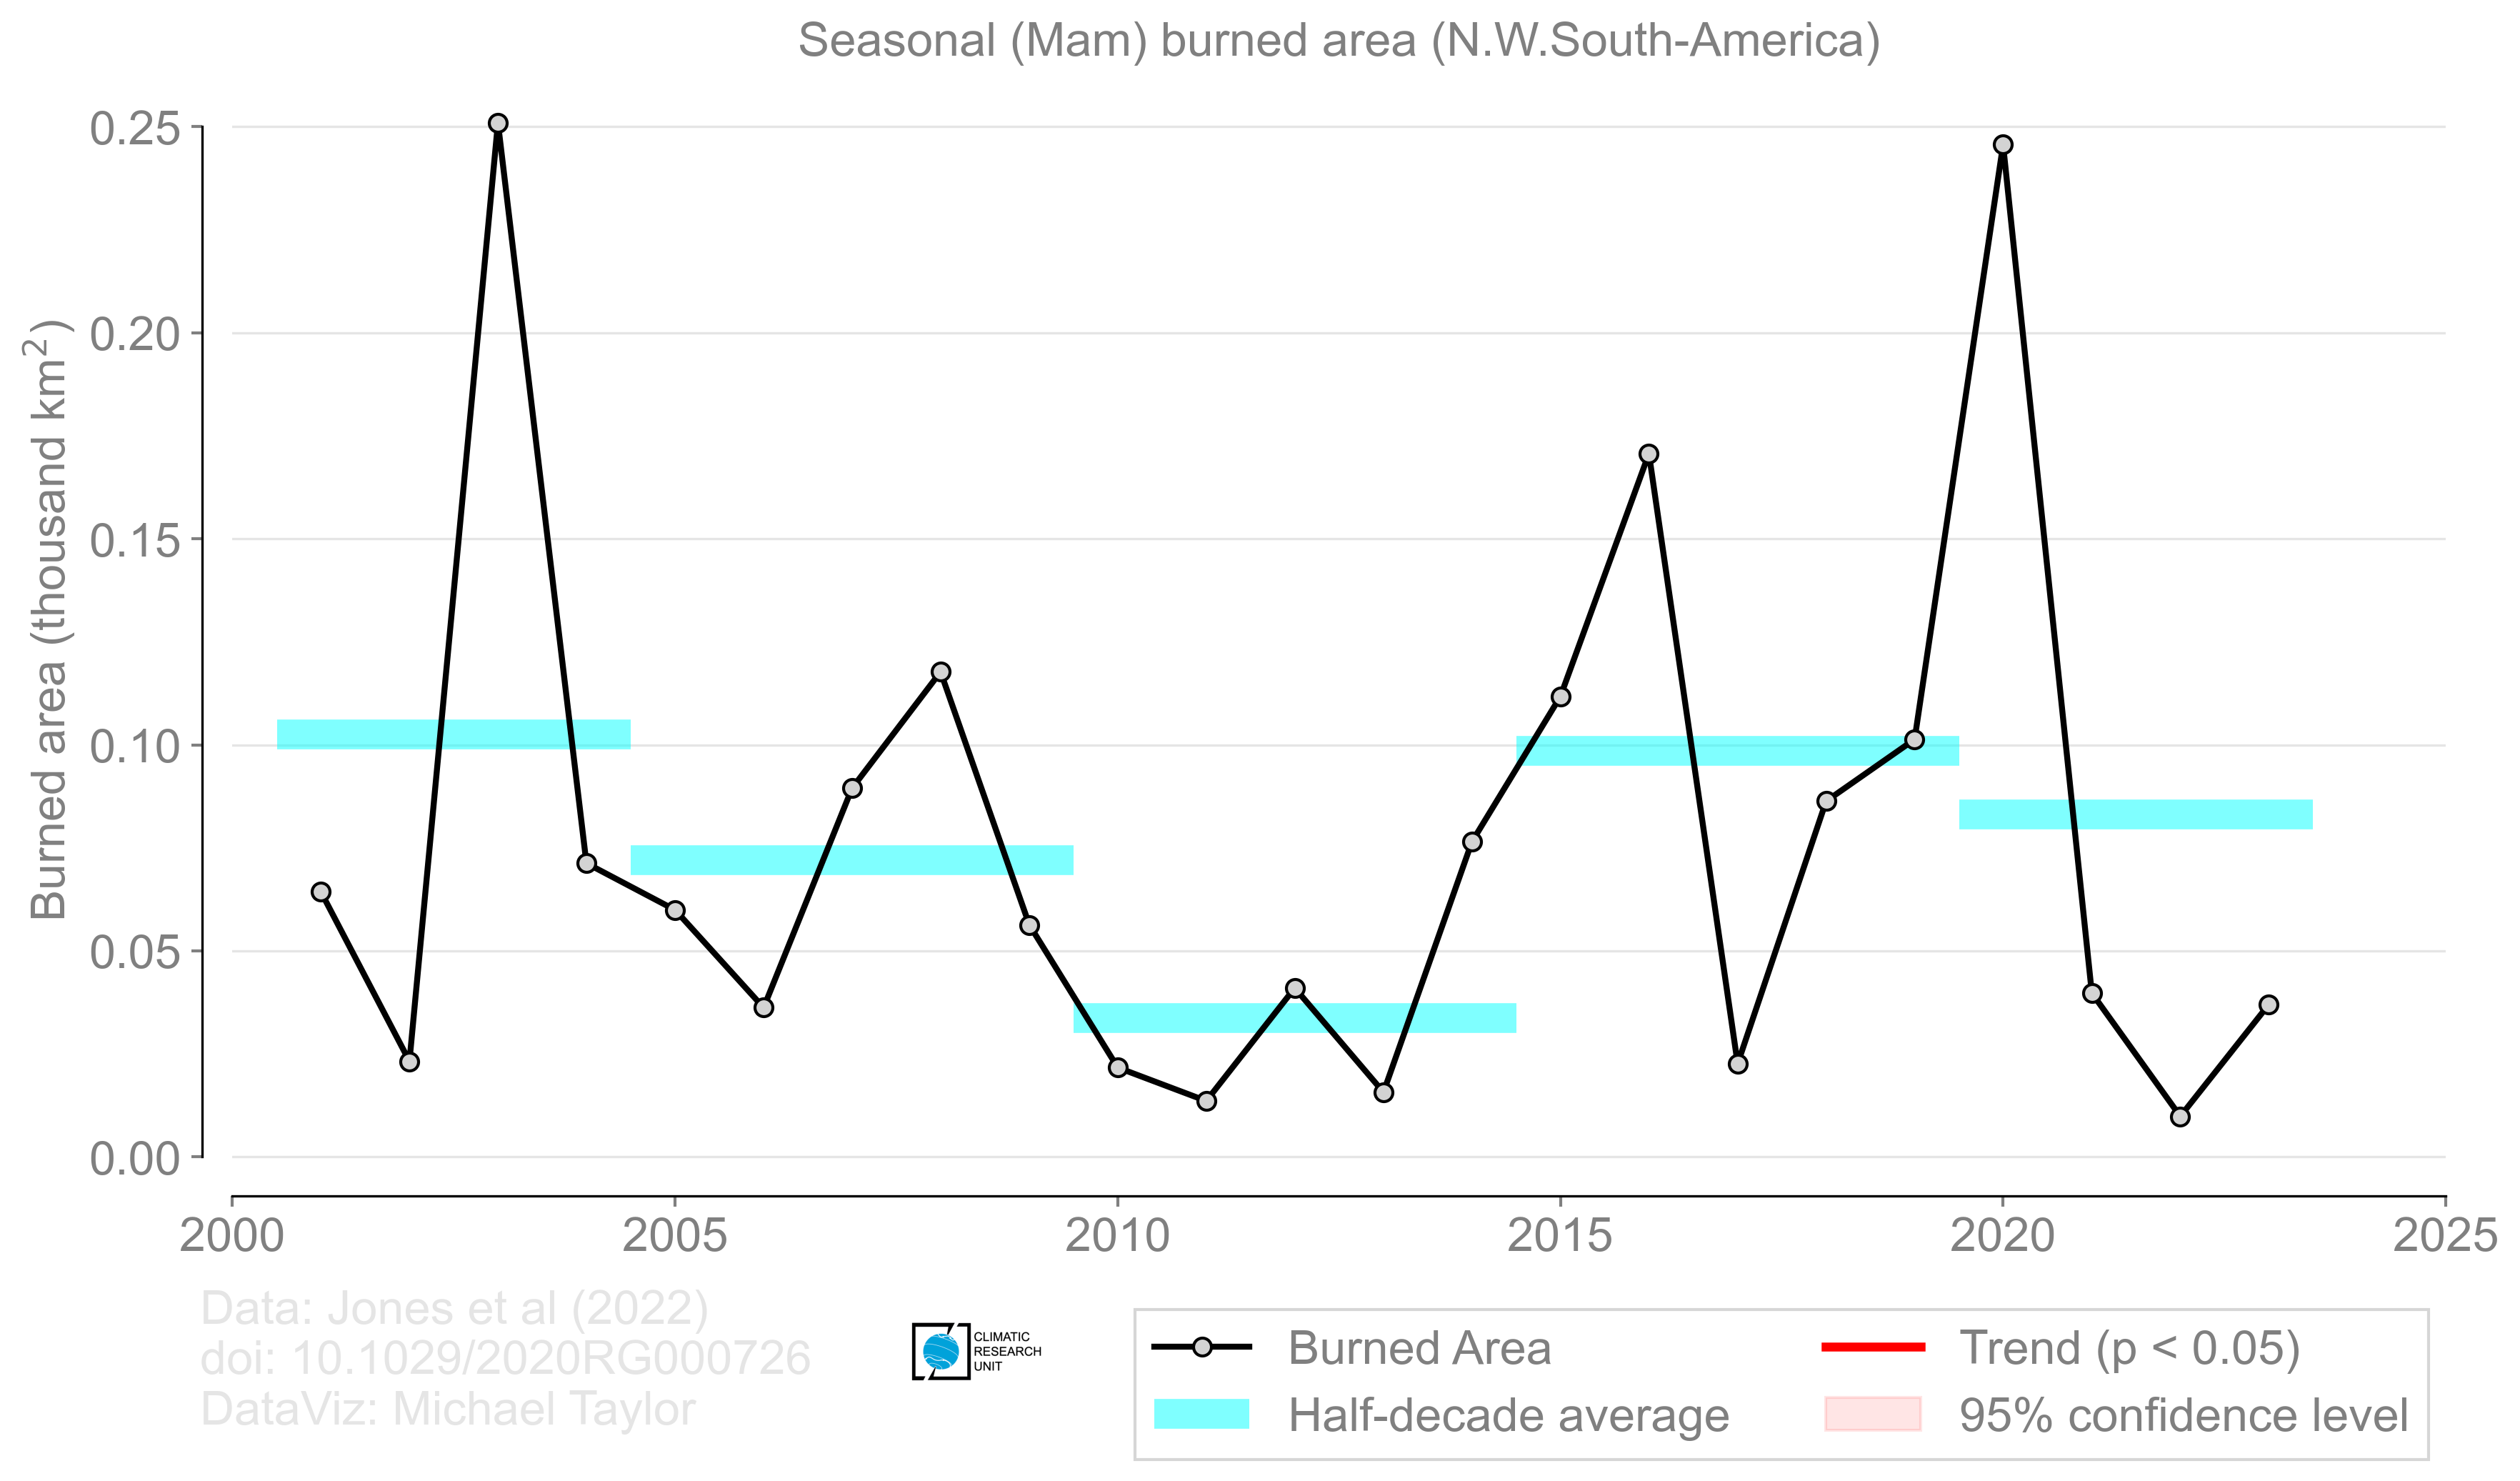 Seasonal (Mam) burned area (N.W.South-America)
Burned area (thousand km²)
0.25
0.20
0.15
0.10
0.05
0.00
2000 2005 2010 2015 2020 2025
Data: Jones et al (2022)
doi: 10.1029/2020RG000726
DataViz: Michael Taylor
CLIMATIC
RESEARCH
UNIT
Burned Area
Half-decade average
Trend (p < 0.05)
95% confidence level